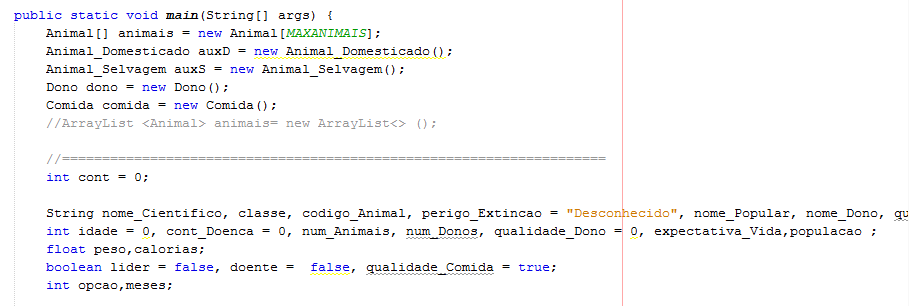 public static void main(String[] args) {
Animal[] animais = new Animal[MAXANIMAIS];
Animal_Domesticado auxD = new Animal_Domesticado();
Animal_Selvagem auxS = new Animal_Selvagem();
Dono dono = new Dono();
Comida comida = new Comida();
//ArrayList <Animal> animais= new ArrayList<> ();
//====================================================================
int cont = 0;
String nome_Cientifico, classe, codigo_Animal, perigo_Extincao = "Desconhecido", nome_Popular, nome_Dono, qu
int idade = 0, cont_Doenca = 0, num_Animais, num_Donos, qualidade_Dono = 0, expectativa_Vida,populacao ;
float peso,calorias;
boolean lider = false, doente =  false, qualidade_Comida = true;
int opcao,meses;